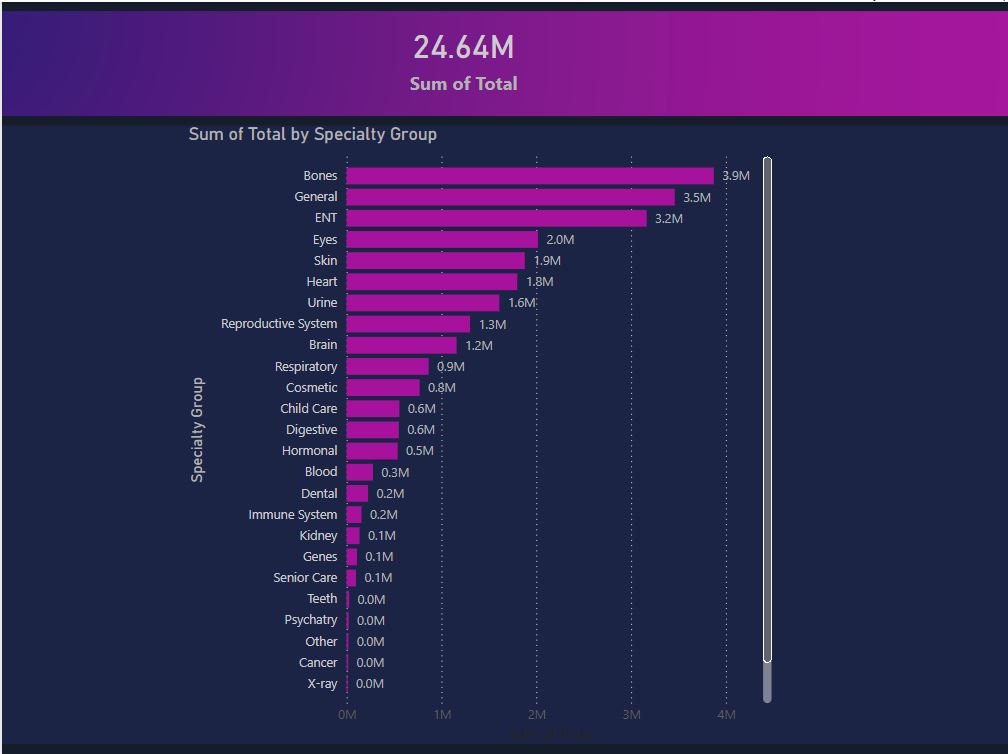 24.64M
Sum of Total
Sum of Total by Specialty Group
Bones 3.9M
General 3.5M
ENT 3.2M
Eyes 2.0M
Skin 1.9M
Heart 1.8M
Urine 1.6M
Reproductive System 1.3M
Brain 1.2M
Respiratory 0.9M
Cosmetic 0.8M
Child Care 0.6M
Digestive 0.6M
Hormonal 0.5M
Blood 0.3M
Dental 0.2M
Immune System 0.2M
Kidney 0.1M
Genes 0.1M
Senior Care 0.1M
Teeth 0.0M
Psychatry 0.0M
Other 0.0M
Cancer 0.0M
X-ray 0.0M
Specialty Group
0M 1M 2M 3M 4M
Sum of Total